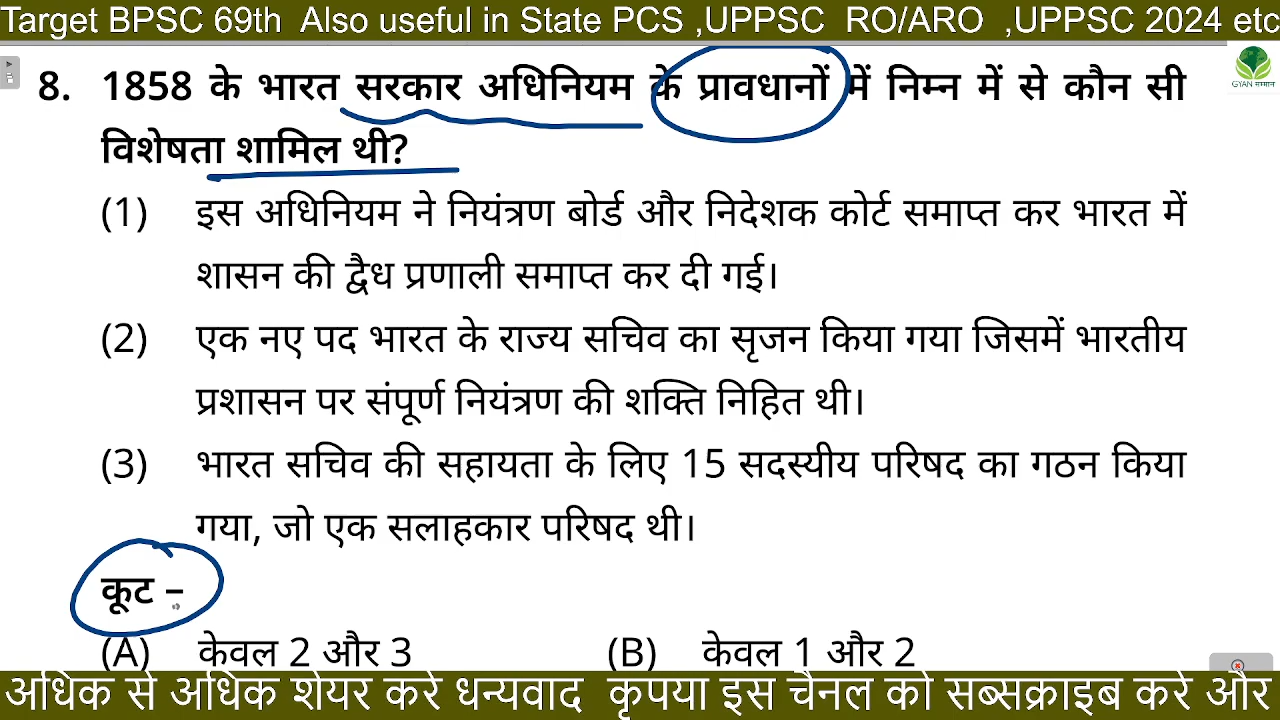 Target BPSC 69th Also useful in State PCS ,UPPSC RO/ARO ,UPPSC 2024 etc
GYAN सम्मान
8. 1858 के भारत सरकार अधिनियम के प्रावधानों में निम्न में से कौन सी
विशेषता शामिल थी?
(1) इस अधिनियम ने नियंत्रण बोर्ड और निदेशक कोर्ट समाप्त कर भारत में
शासन की द्वैध प्रणाली समाप्त कर दी गई।
(2) एक नए पद भारत के राज्य सचिव का सृजन किया गया जिसमें भारतीय
प्रशासन पर संपूर्ण नियंत्रण की शक्ति निहित थी।
(3) भारत सचिव की सहायता के लिए 15 सदस्यीय परिषद का गठन किया
गया, जो एक सलाहकार परिषद थी।
कूट –
(A) केवल 2 और 3 (B) केवल 1 और 2
अधिक से अधिक शेयर करे धन्यवाद कृपया इस चैनल को सब्सक्राइब करे और